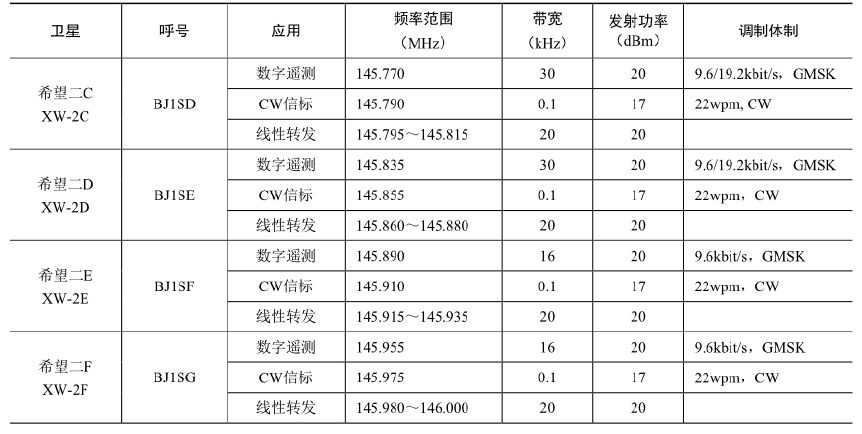 卫星 呼号 应用 频率范围（MHz） 带宽（kHz） 发射功率（dBm） 调制体制
希望二C XW-2C BJ1SD 数字遥测 145.770 30 20 9.6/19.2kbit/s，GMSK
CW信标 145.790 0.1 17 22wpm, CW
线性转发 145.795～145.815 20 20
希望二D XW-2D BJ1SE 数字遥测 145.835 30 20 9.6/19.2kbit/s，GMSK
CW信标 145.855 0.1 17 22wpm，CW
线性转发 145.860～145.880 20 20
希望二E XW-2E BJ1SF 数字遥测 145.890 16 20 9.6kbit/s，GMSK
CW信标 145.910 0.1 17 22wpm，CW
线性转发 145.915～145.935 20 20
希望二F XW-2F BJ1SG 数字遥测 145.955 16 20 9.6kbit/s，GMSK
CW信标 145.975 0.1 17 22wpm，CW
线性转发 145.980～146.000 20 20